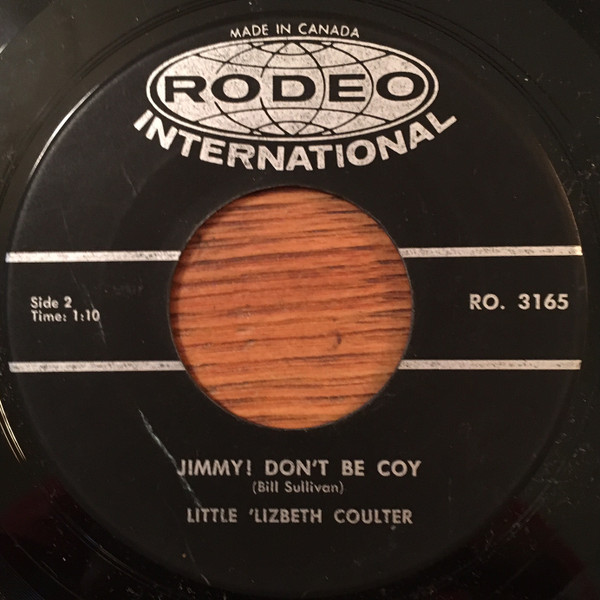 MADE IN CANADA
RODEO
INTERNATIONAL
Side 2
Time: 1:10
RO. 3165
JIMMY! DON'T BE COY
(Bill Sullivan)
LITTLE 'LIZBETH COULTER